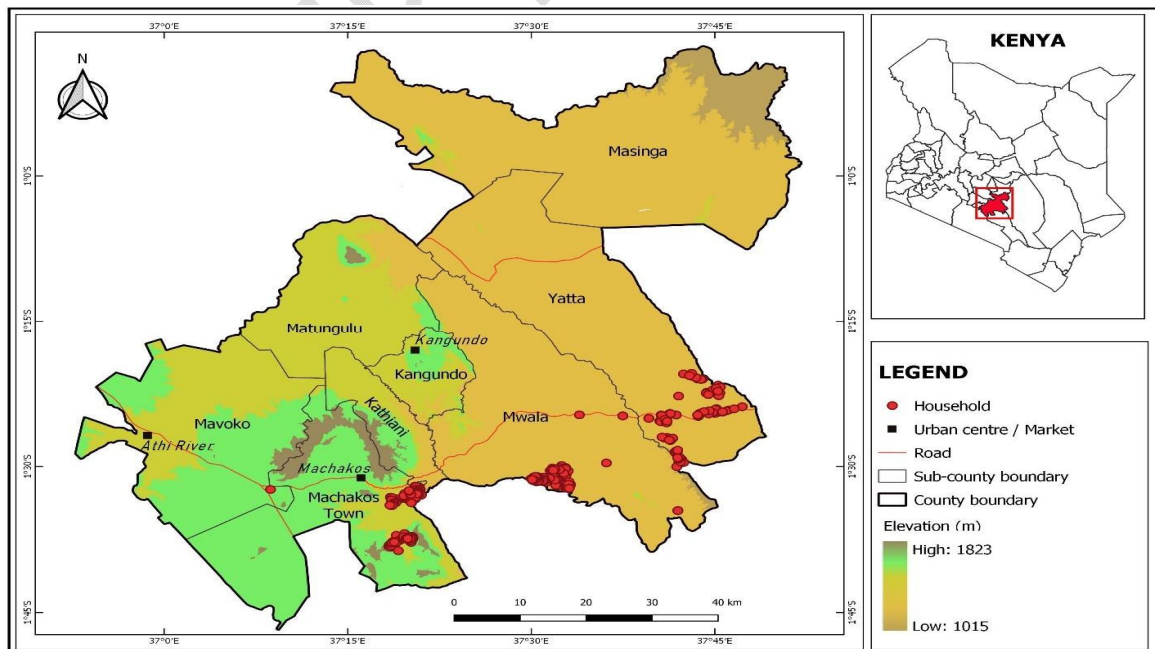 37°0'E 37°15'E 37°30'E 37°45'E
N
KENYA
Masinga
1°0'S 1°0'S
Yatta
1°15'S 1°15'S
Matungulu
Kangundo
Kangundo
Kathiani
Mwala
Mavoko
Athi River
1°30'S 1°30'S
Machakos
Machakos
Town
0 10 20 30 40 km
1°45'S 1°45'S
37°0'E 37°15'E 37°30'E 37°45'E
LEGEND
Household
Urban centre / Market
Road
Sub-county boundary
County boundary
Elevation (m)
High: 1823
Low: 1015